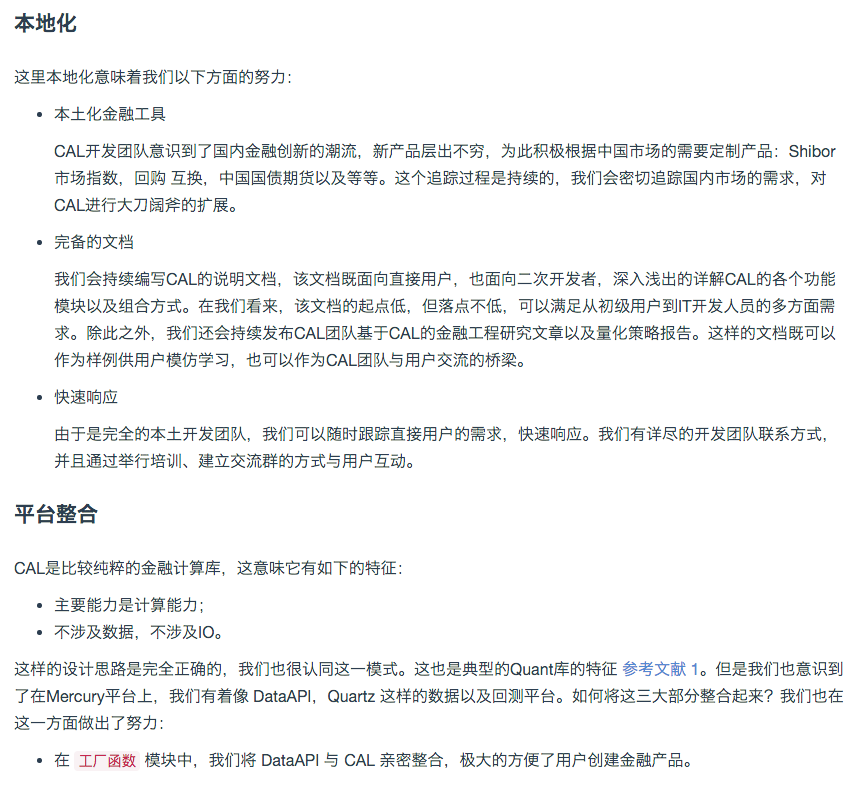 本地化
这里本地化意味着我们以下方面的努力：
本土化金融工具
CAL开发团队意识到了国内金融创新的潮流，新产品层出不穷，为此积极根据中国市场的需要定制产品：Shibor
市场指数，回购 互换，中国国债期货以及等等。这个追踪过程是持续的，我们会密切追踪国内市场的需求，对
CAL进行大刀阔斧的扩展。
完备的文档
我们会持续编写CAL的说明文档，该文档既面向直接用户，也面向二次开发者，深入浅出的详解CAL的各个功能
模块以及组合方式。在我们看来，该文档的起点低，但落点不低，可以满足从初级用户到IT开发人员的多方面需
求。除此之外，我们还会持续发布CAL团队基于CAL的金融工程研究文章以及量化策略报告。这样的文档既可以
作为样例供用户模仿学习，也可以作为CAL团队与用户交流的桥梁。
快速响应
由于是完全的本土开发团队，我们可以随时跟踪直接用户的需求，快速响应。我们有详尽的开发团队联系方式，
并且通过举行培训、建立交流群的方式与用户互动。
平台整合
CAL是比较纯粹的金融计算库，这意味它有如下的特征：
主要能力是计算能力；
不涉及数据，不涉及IO。
这样的设计思路是完全正确的，我们也很认同这一模式。这也是典型的Quant库的特征 参考文献 1。但是我们也意识到
了在Mercury平台上，我们有着像 DataAPI，Quartz 这样的数据以及回测平台。如何将这三大部分整合起来？我们也在
这一方面做出了努力：
在 工厂函数 模块中，我们将 DataAPI 与 CAL 亲密整合，极大的方便了用户创建金融产品。